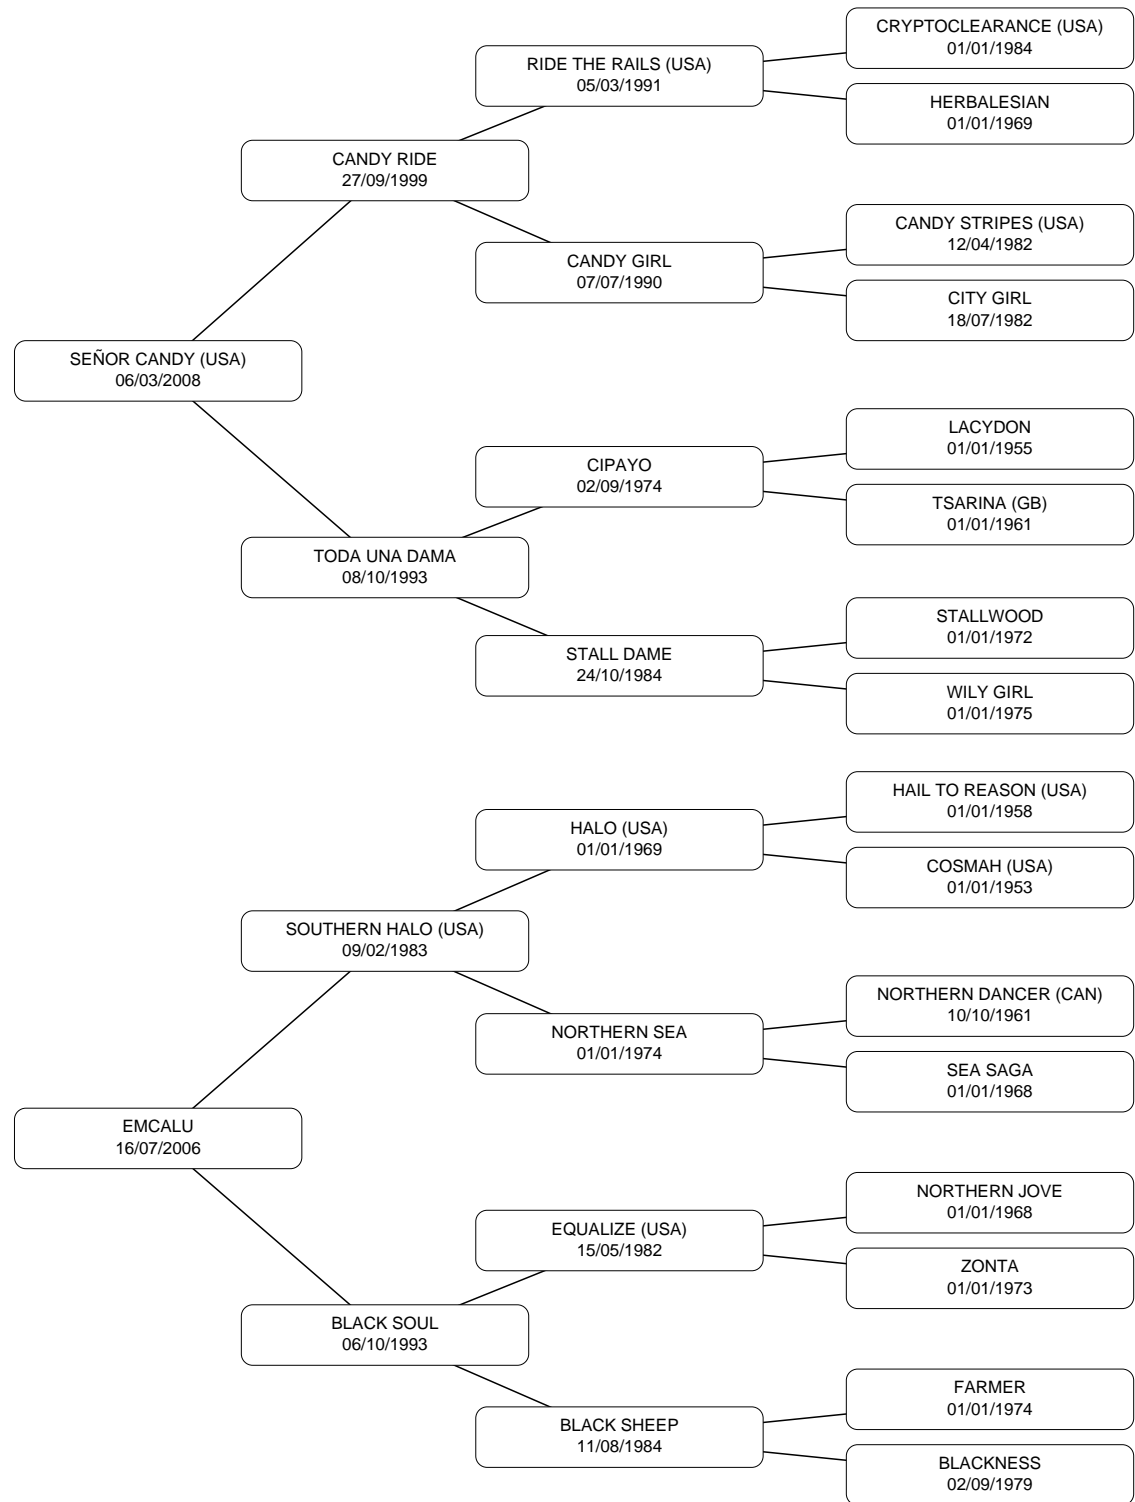 CRYPTOCLEARANCE (USA)
01/01/1984
RIDE THE RAILS (USA)
05/03/1991
HERBALESIAN
01/01/1969
CANDY RIDE
27/09/1999
CANDY STRIPES (USA)
12/04/1982
CANDY GIRL
07/07/1990
CITY GIRL
18/07/1982
SEÑOR CANDY (USA)
06/03/2008
LACYDON
01/01/1955
CIPAYO
02/09/1974
TSARINA (GB)
01/01/1961
TODA UNA DAMA
08/10/1993
STALLWOOD
01/01/1972
STALL DAME
24/10/1984
WILY GIRL
01/01/1975
HAIL TO REASON (USA)
01/01/1958
HALO (USA)
01/01/1969
COSMAH (USA)
01/01/1953
SOUTHERN HALO (USA)
09/02/1983
NORTHERN DANCER (CAN)
10/10/1961
NORTHERN SEA
01/01/1974
SEA SAGA
01/01/1968
EMCALU
16/07/2006
NORTHERN JOVE
01/01/1968
EQUALIZE (USA)
15/05/1982
ZONTA
01/01/1973
BLACK SOUL
06/10/1993
FARMER
01/01/1974
BLACK SHEEP
11/08/1984
BLACKNESS
02/09/1979